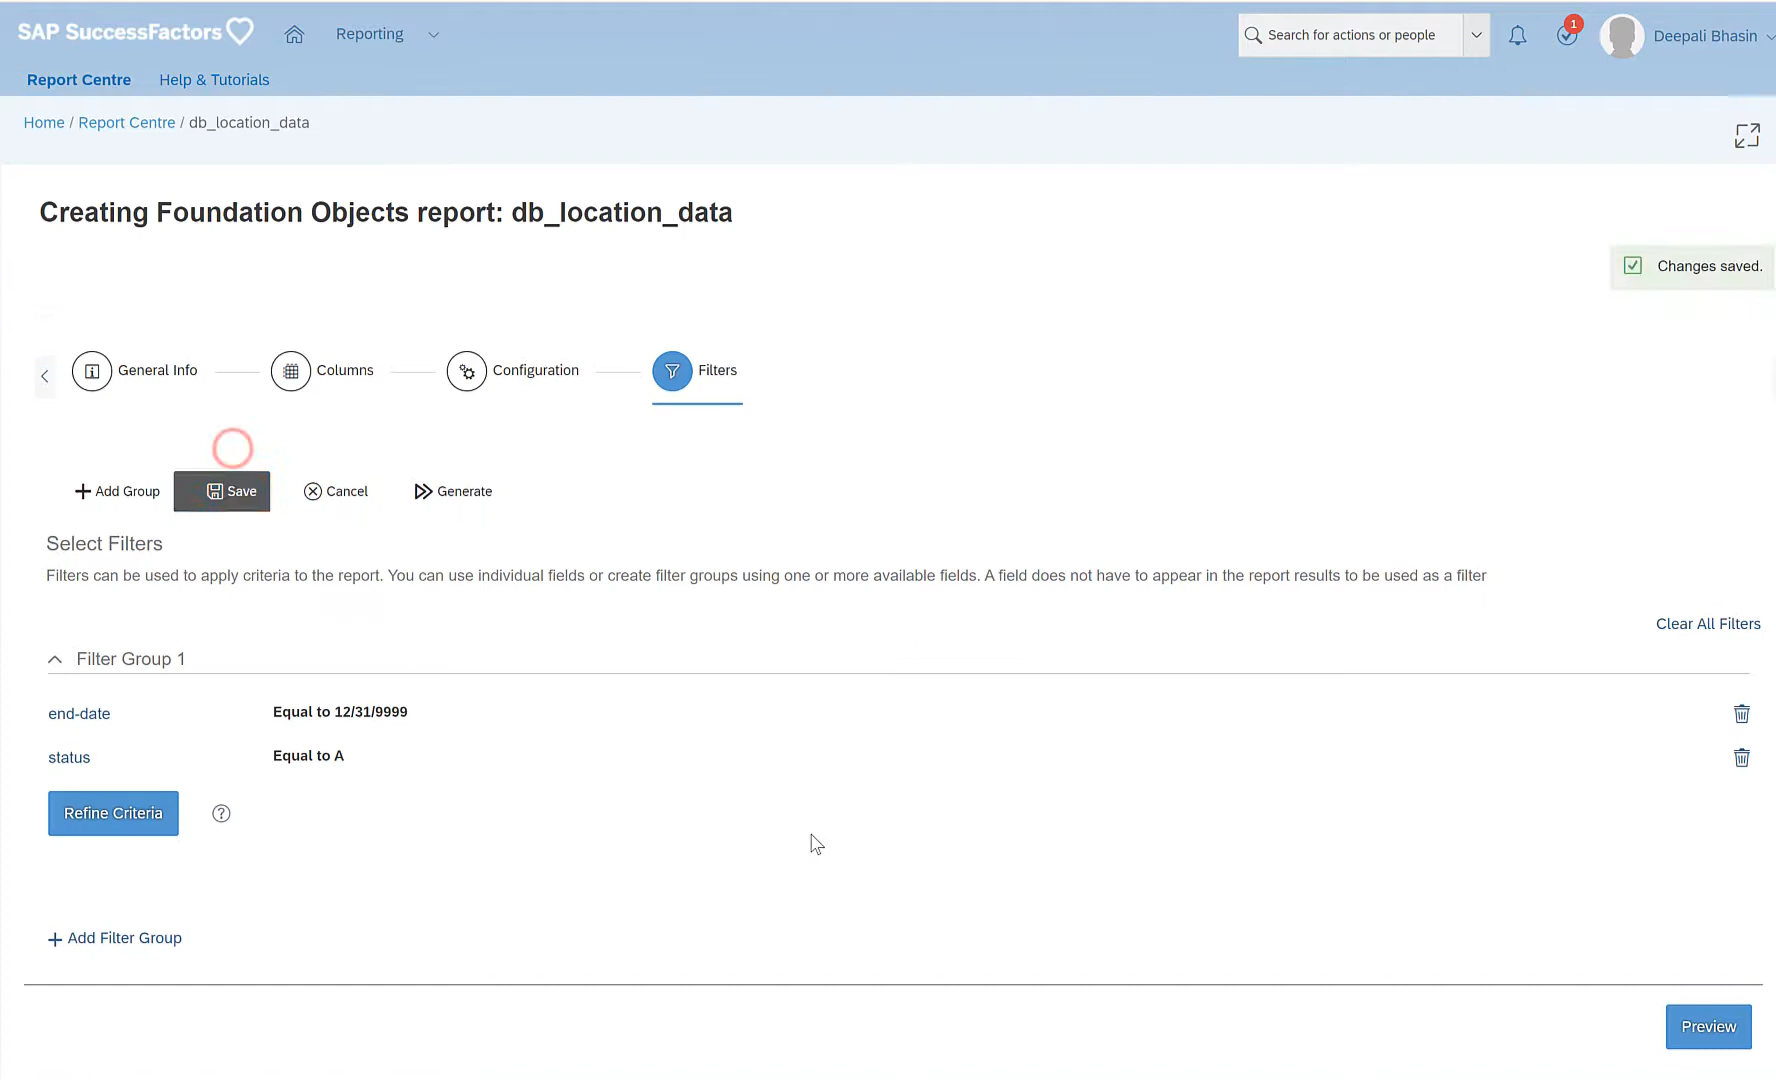 SAP SuccessFactors
Reporting
Search for actions or people
1
Deepali Bhasin
Report Centre
Help & Tutorials
Home / Report Centre / db_location_data
Creating Foundation Objects report: db_location_data
Changes saved.
General Info
Columns
Configuration
Filters
Add Group
Save
Cancel
Generate
Select Filters
Filters can be used to apply criteria to the report. You can use individual fields or create filter groups using one or more available fields. A field does not have to appear in the report results to be used as a filter
Clear All Filters
Filter Group 1
end-date Equal to 12/31/9999
status Equal to A
Refine Criteria
+ Add Filter Group
Preview